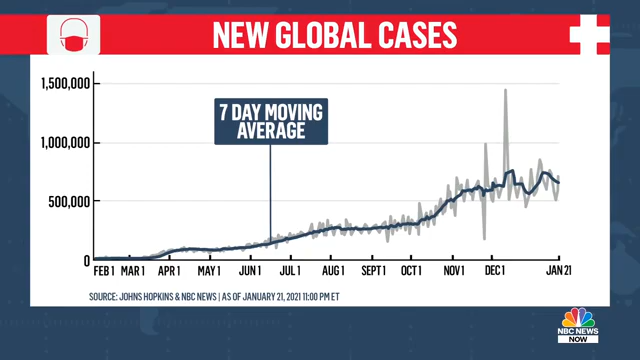 NEW GLOBAL CASES
1,500,000
1,000,000
500,000
0
7 DAY MOVING
AVERAGE
FEB 1 MAR 1 APR 1 MAY 1 JUN 1 JUL 1 AUG 1 SEPT 1 OCT 1 NOV 1 DEC 1 JAN 21
SOURCE: JOHNS HOPKINS & NBC NEWS | AS OF JANUARY 21, 2021 11:00 PM ET
NBC NEWS
NOW